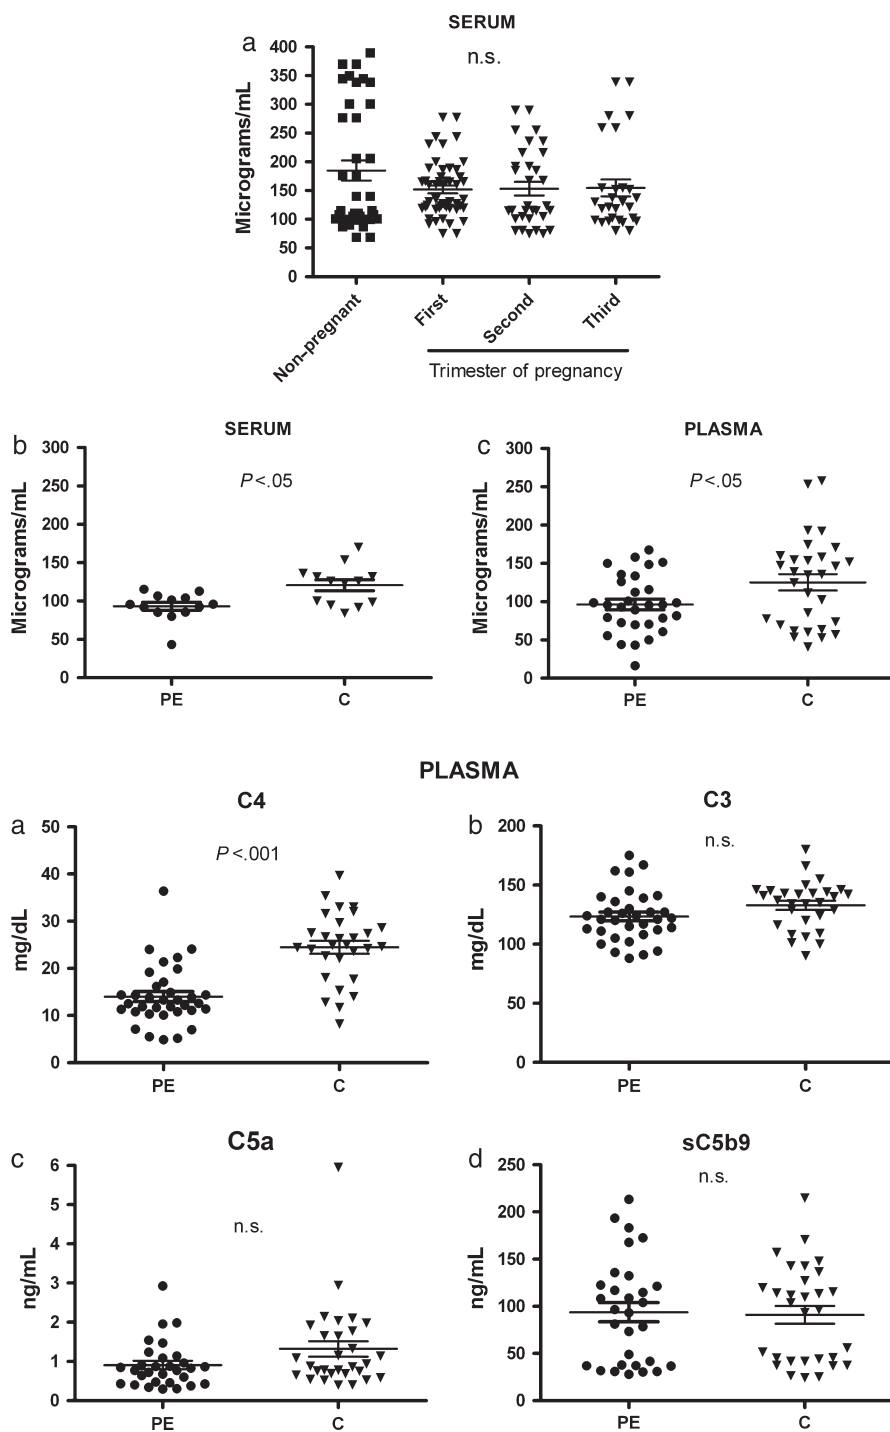 SERUM
a
n.s.
400
350
300
250
200
150
100
50
0
Micrograms/mL
Non-pregnant
First
Second
Third
Trimester of pregnancy
b
SERUM
P<.05
300
250
200
150
100
50
0
Micrograms/mL
PE
C
c
PLASMA
P<.05
300
250
200
150
100
50
0
Micrograms/mL
PE
C
PLASMA
a
C4
P<.001
50
40
30
20
10
0
mg/dL
PE
C
b
C3
n.s.
200
150
100
50
0
mg/dL
PE
C
c
C5a
n.s.
6
5
4
3
2
1
0
ng/mL
PE
C
d
sC5b9
n.s.
250
200
150
100
50
0
ng/mL
PE
C